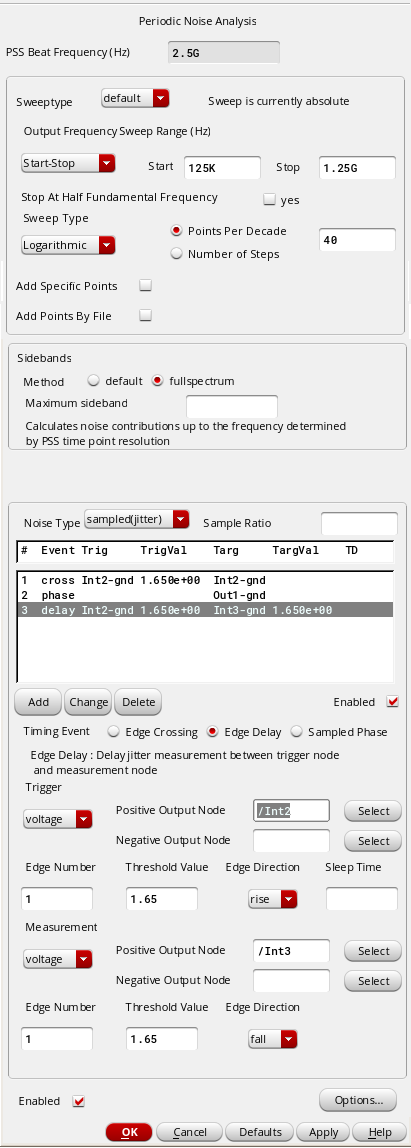 Periodic Noise Analysis
PSS Beat Frequency (Hz) 2.5G
Sweeptype default Sweep is currently absolute
Output Frequency Sweep Range (Hz)
Start-Stop Start 125K Stop 1.25G
Stop At Half Fundamental Frequency yes
Sweep Type
Logarithmic Points Per Decade 40
Number of Steps
Add Specific Points
Add Points By File
Sidebands
Method default fullspectrum
Maximum sideband
Calculates noise contributions up to the frequency determined
by PSS time point resolution
Noise Type sampled(jitter) Sample Ratio
# Event Trig TrigVal Targ TargVal TD
1 cross Int2-gnd 1.650e+00 Int2-gnd
2 phase Out1-gnd
3 delay Int2-gnd 1.650e+00 Int3-gnd 1.650e+00
Add Change Delete Enabled
Timing Event Edge Crossing Edge Delay Sampled Phase
Edge Delay : Delay jitter measurement between trigger node
and measurement node
Trigger
voltage Positive Output Node /Int2 Select
Negative Output Node Select
Edge Number Threshold Value Edge Direction Sleep Time
1 1.65 rise
Measurement
voltage Positive Output Node /Int3 Select
Negative Output Node Select
Edge Number Threshold Value Edge Direction
1 1.65 fall
Enabled Options...
OK Cancel Defaults Apply Help